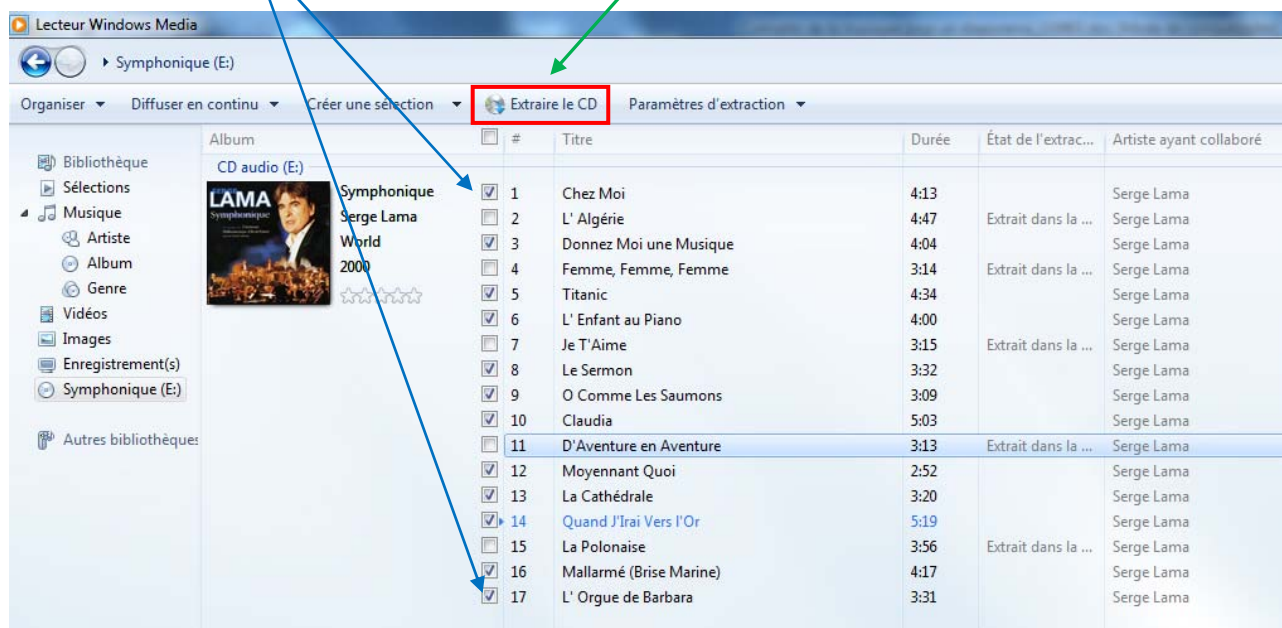 Lecteur Windows Media
Symphonique (E:)
Organiser Diffuser en continu Créer une sélection Extraire le CD Paramètres d'extraction
Album # Titre Durée État de l'extrac... Artiste ayant collaboré
Bibliothèque
Sélections
Musique
Artiste
Album
Genre
Vidéos
Images
Enregistrement(s)
Symphonique (E:)
Autres bibliothèques
CD audio (E:)
LAMA
Symphonique
Symphonique
Serge Lama
World
2000
1 Chez Moi 4:13 Serge Lama
2 L' Algérie 4:47 Extrait dans la ... Serge Lama
3 Donnez Moi une Musique 4:04 Serge Lama
4 Femme, Femme, Femme 3:14 Extrait dans la ... Serge Lama
5 Titanic 4:34 Serge Lama
6 L' Enfant au Piano 4:00 Serge Lama
7 Je T'Aime 3:15 Extrait dans la ... Serge Lama
8 Le Sermon 3:32 Serge Lama
9 O Comme Les Saumons 3:09 Serge Lama
10 Claudia 5:03 Serge Lama
11 D'Aventure en Aventure 3:13 Extrait dans la ... Serge Lama
12 Moyennant Quoi 2:52 Serge Lama
13 La Cathédrale 3:20 Serge Lama
14 Quand J'Irai Vers l'Or 5:19 Serge Lama
15 La Polonaise 3:56 Extrait dans la ... Serge Lama
16 Mallarmé (Brise Marine) 4:17 Serge Lama
17 L' Orgue de Barbara 3:31 Serge Lama